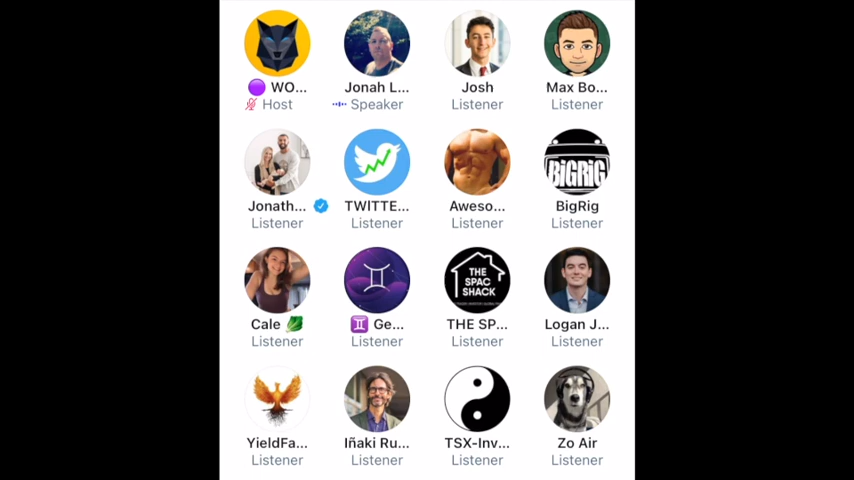 🟣 WO...
Jonah L...
Josh
Max Bo...
Host
Speaker
Listener
Listener
BiGRiG
Jonath...
TWITTE...
Aweso...
BigRig
Listener
Listener
Listener
Listener
THE
SPAC
SHACK
Cale 🥬
♊ Ge...
THE SP...
Logan J...
Listener
Listener
Listener
Listener
YieldFa...
Iñaki Ru...
TSX-Inv...
Zo Air
Listener
Listener
Listener
Listener